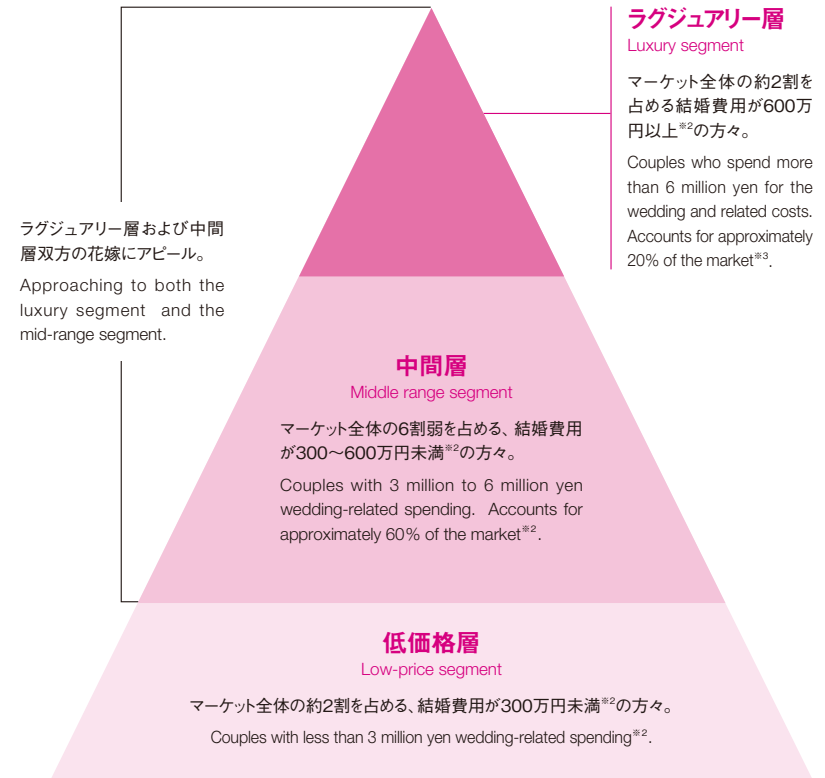 ラグジュアリー層
Luxury segment
マーケット全体の約2割を
占める結婚費用が600万
円以上※2の方々。
Couples who spend more
than 6 million yen for the
wedding and related costs.
Accounts for approximately
20% of the market※3.
ラグジュアリー層および中間
層双方の花嫁にアピール。
Approaching to both the
luxury segment and the
mid-range segment.
中間層
Middle range segment
マーケット全体の6割弱を占める、結婚費用
が300〜600万円未満※2の方々。
Couples with 3 million to 6 million yen
wedding-related spending. Accounts for
approximately 60% of the market※2.
低価格層
Low-price segment
マーケット全体の約2割を占める、結婚費用が300万円未満※2の方々。
Couples with less than 3 million yen wedding-related spending※2.